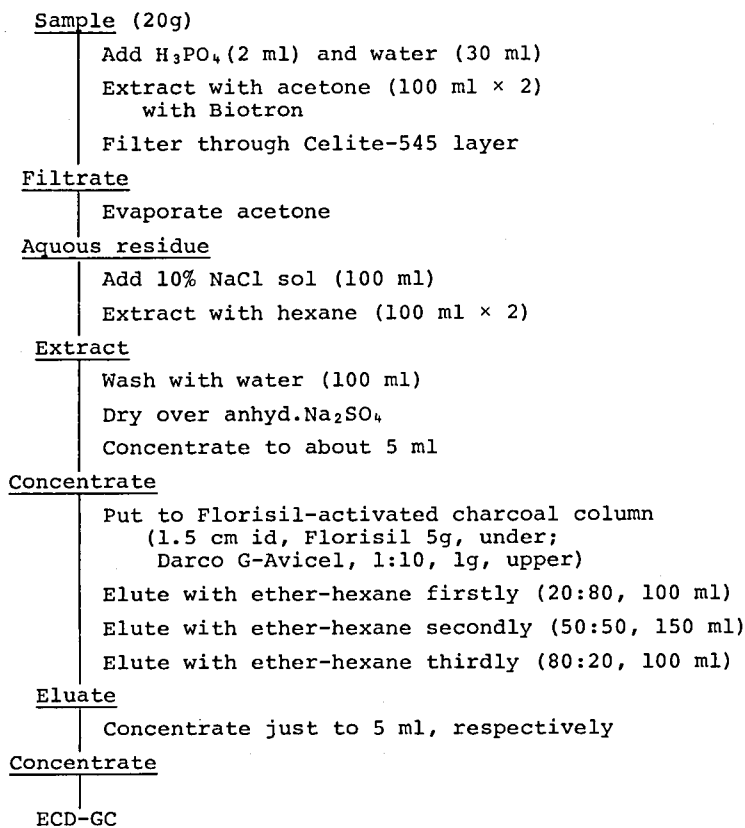 Sample (20g)
Add H₃PO₄(2 ml) and water (30 ml)
Extract with acetone (100 ml × 2)
with Biotron
Filter through Celite-545 layer
Filtrate
Evaporate acetone
Aquous residue
Add 10% NaCl sol (100 ml)
Extract with hexane (100 ml × 2)
Extract
Wash with water (100 ml)
Dry over anhyd.Na₂SO₄
Concentrate to about 5 ml
Concentrate
Put to Florisil-activated charcoal column
(1.5 cm id, Florisil 5g, under;
Darco G-Avicel, 1:10, 1g, upper)
Elute with ether-hexane firstly (20:80, 100 ml)
Elute with ether-hexane secondly (50:50, 150 ml)
Elute with ether-hexane thirdly (80:20, 100 ml)
Eluate
Concentrate just to 5 ml, respectively
Concentrate
ECD-GC